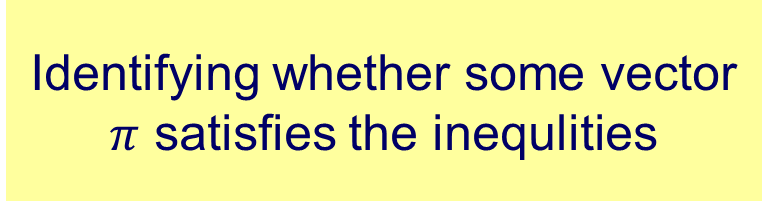 Identifying whether some vector
𝜋 satisfies the inequlities